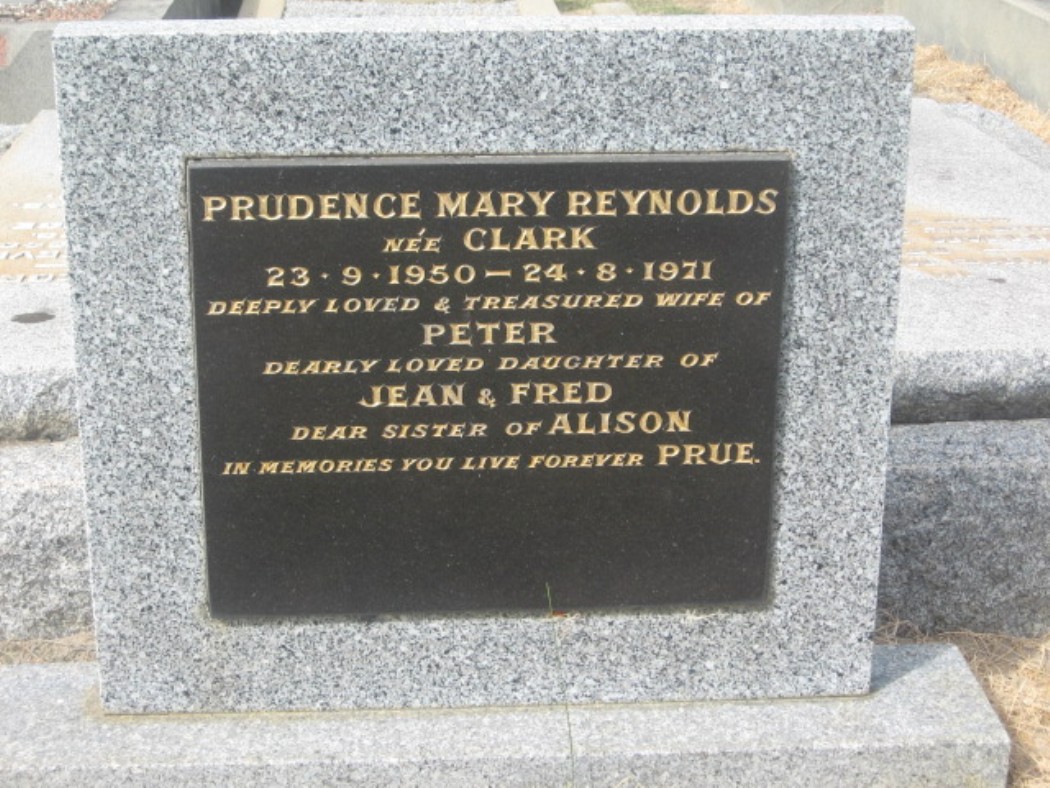 PRUDENCE MARY REYNOLDS
NÉE CLARK
23 · 9 · 1950 — 24 · 8 · 1971
DEEPLY LOVED & TREASURED WIFE OF
PETER
DEARLY LOVED DAUGHTER OF
JEAN & FRED
DEAR SISTER OF ALISON
IN MEMORIES YOU LIVE FOREVER PRUE.